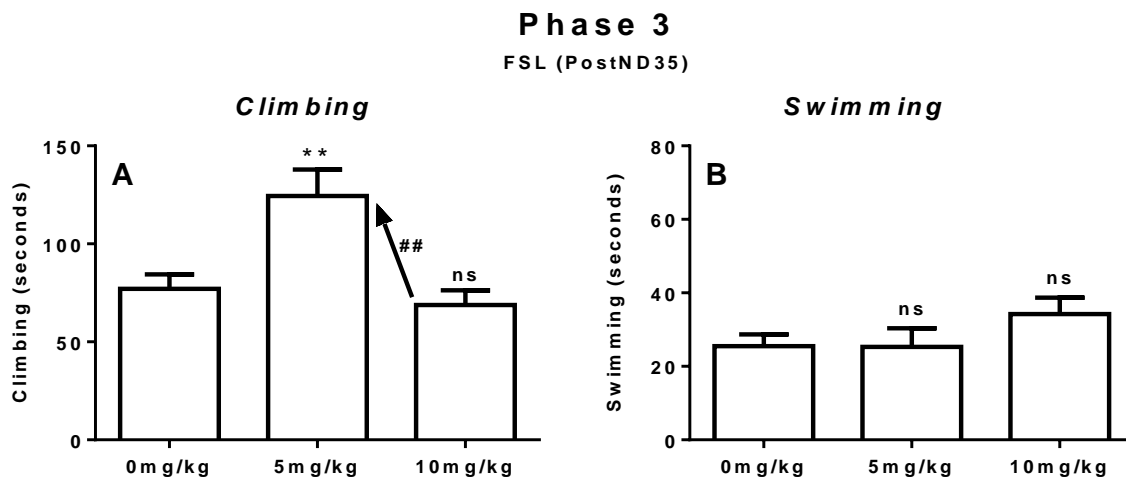 Phase 3
FSL (PostND35)
Climbing
A
Climbing (seconds)
150
100
50
0
**
##
ns
0mg/kg 5mg/kg 10mg/kg
Swimming
B
Swimming (seconds)
80
60
40
20
0
ns
ns
0mg/kg 5mg/kg 10mg/kg